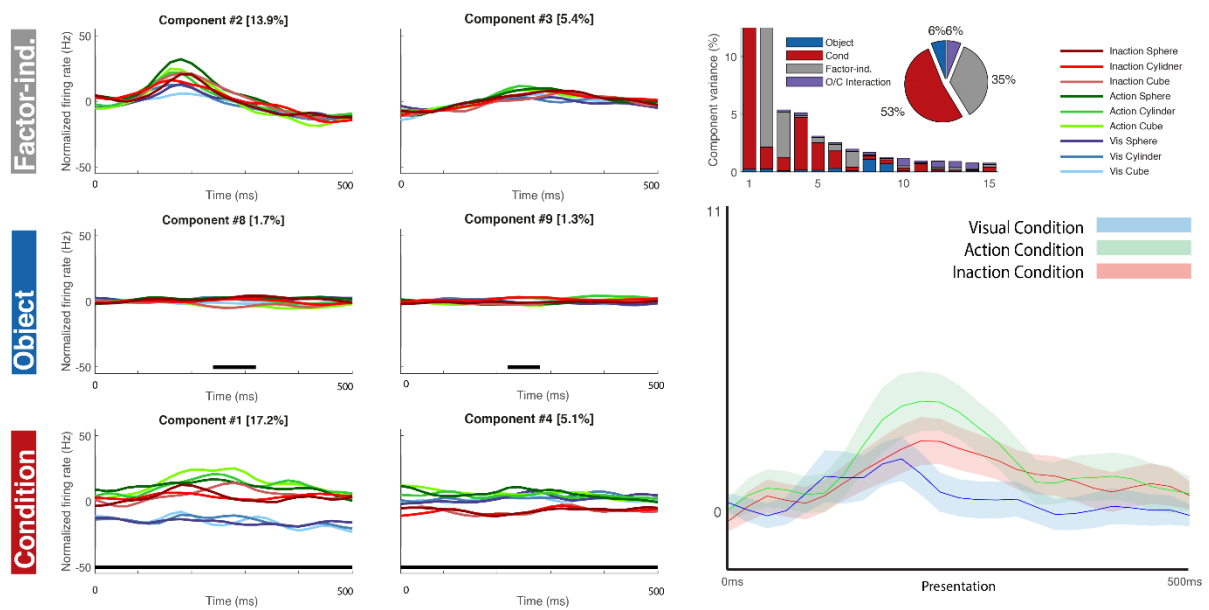 Factor-ind.
Component #2 [13.9%]
Normalized firing rate (Hz)
50
0
-50
0
500
Time (ms)
Component #3 [5.4%]
0
500
Time (ms)
Object
Component #8 [1.7%]
Normalized firing rate (Hz)
50
0
-50
0
500
Time (ms)
Component #9 [1.3%]
0
500
Time (ms)
Condition
Component #1 [17.2%]
Normalized firing rate (Hz)
50
0
-50
0
500
Time (ms)
Component #4 [5.1%]
0
500
Time (ms)
Component variance (%)
10
5
0
1
5
10
15
Object
Cond
Factor-ind.
O/C Interaction
6%
6%
35%
53%
Inaction Sphere
Inaction Cylidner
Inaction Cube
Action Sphere
Action Cylinder
Action Cube
Vis Sphere
Vis Cylinder
Vis Cube
11
0
Visual Condition
Action Condition
Inaction Condition
0ms
Presentation
500ms